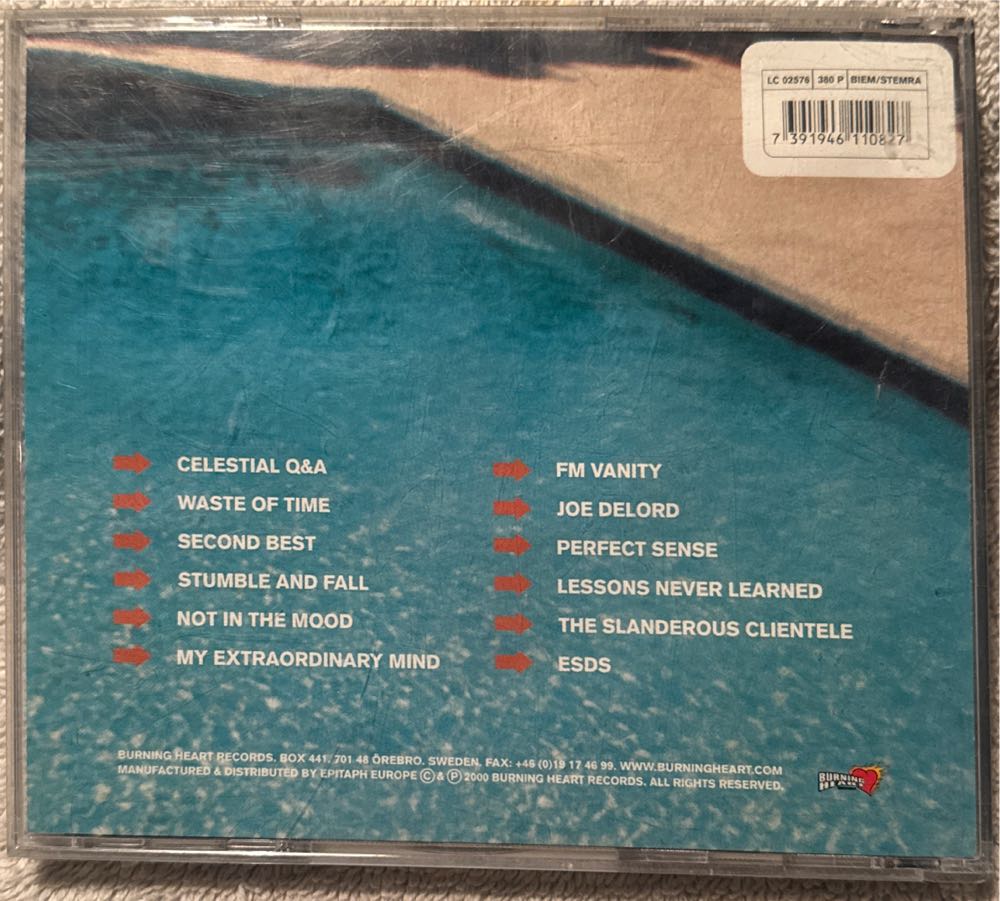 LC 02576 380 P BIEM/STEMRA
7 391946 110827
CELESTIAL Q&A
WASTE OF TIME
SECOND BEST
STUMBLE AND FALL
NOT IN THE MOOD
MY EXTRAORDINARY MIND
FM VANITY
JOE DELORD
PERFECT SENSE
LESSONS NEVER LEARNED
THE SLANDEROUS CLIENTELE
ESDS
BURNING HEART RECORDS. BOX 441. 701 48 ÖREBRO. SWEDEN. FAX: +46 (0)19 17 46 99. WWW.BURNINGHEART.COM
MANUFACTURED & DISTRIBUTED BY EPITAPH EUROPE Ⓒ & Ⓟ 2000 BURNING HEART RECORDS. ALL RIGHTS RESERVED.
BURNING
HEART